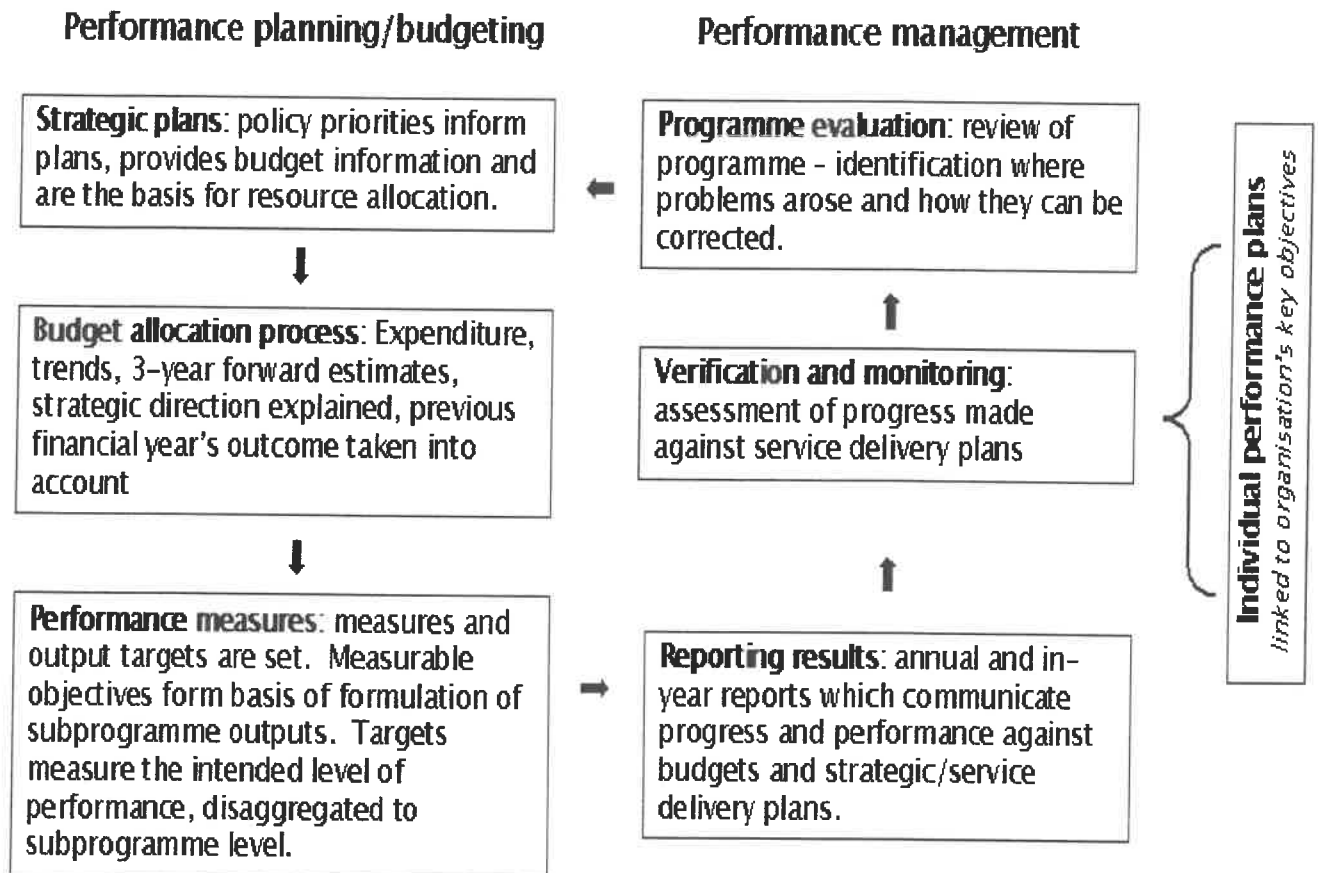 Performance planning/budgeting
Strategic plans: policy priorities inform
plans, provides budget information and
are the basis for resource allocation.
Budget allocation process: Expenditure,
trends, 3-year forward estimates,
strategic direction explained, previous
financial year's outcome taken into
account
Performance measures: measures and
output targets are set. Measurable
objectives form basis of formulation of
subprogramme outputs. Targets
measure the intended level of
performance, disaggregated to
subprogramme level.
Performance management
Programme evaluation: review of
programme – identification where
problems arose and how they can be
corrected.
Verification and monitoring:
assessment of progress made
against service delivery plans
Reporting results: annual and in-
year reports which communicate
progress and performance against
budgets and strategic/service
delivery plans.
Individual performance plans
linked to organisation's key objectives